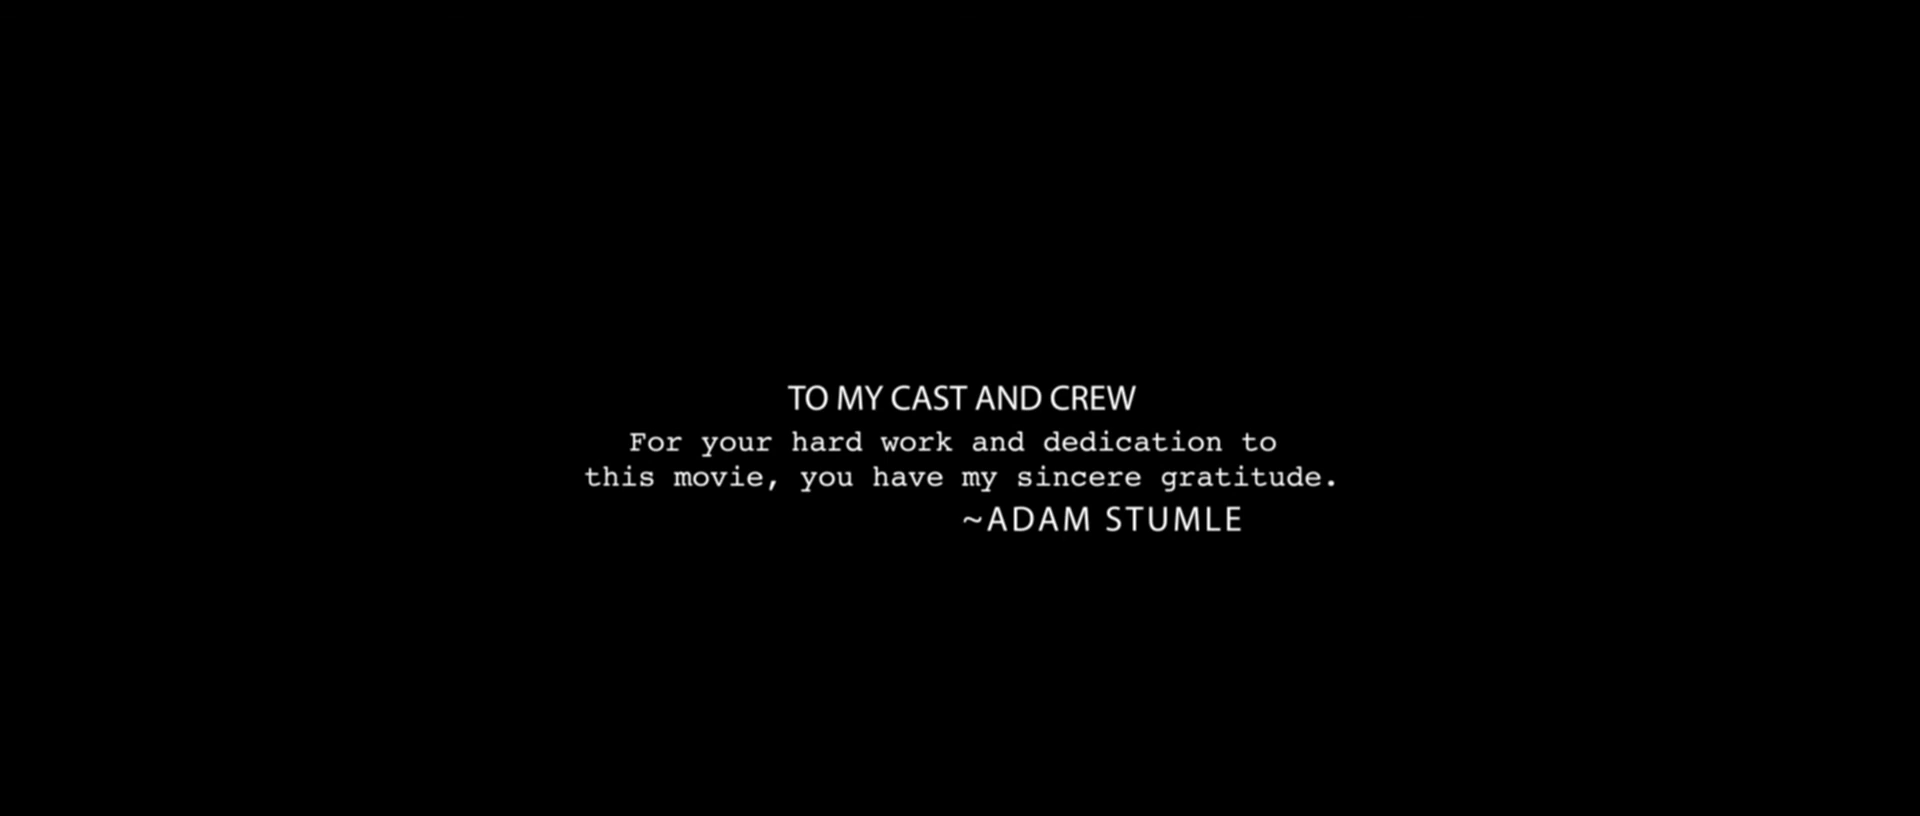 TO MY CAST AND CREW
For your hard work and dedication to
this movie, you have my sincere gratitude.
~ADAM STUMLE